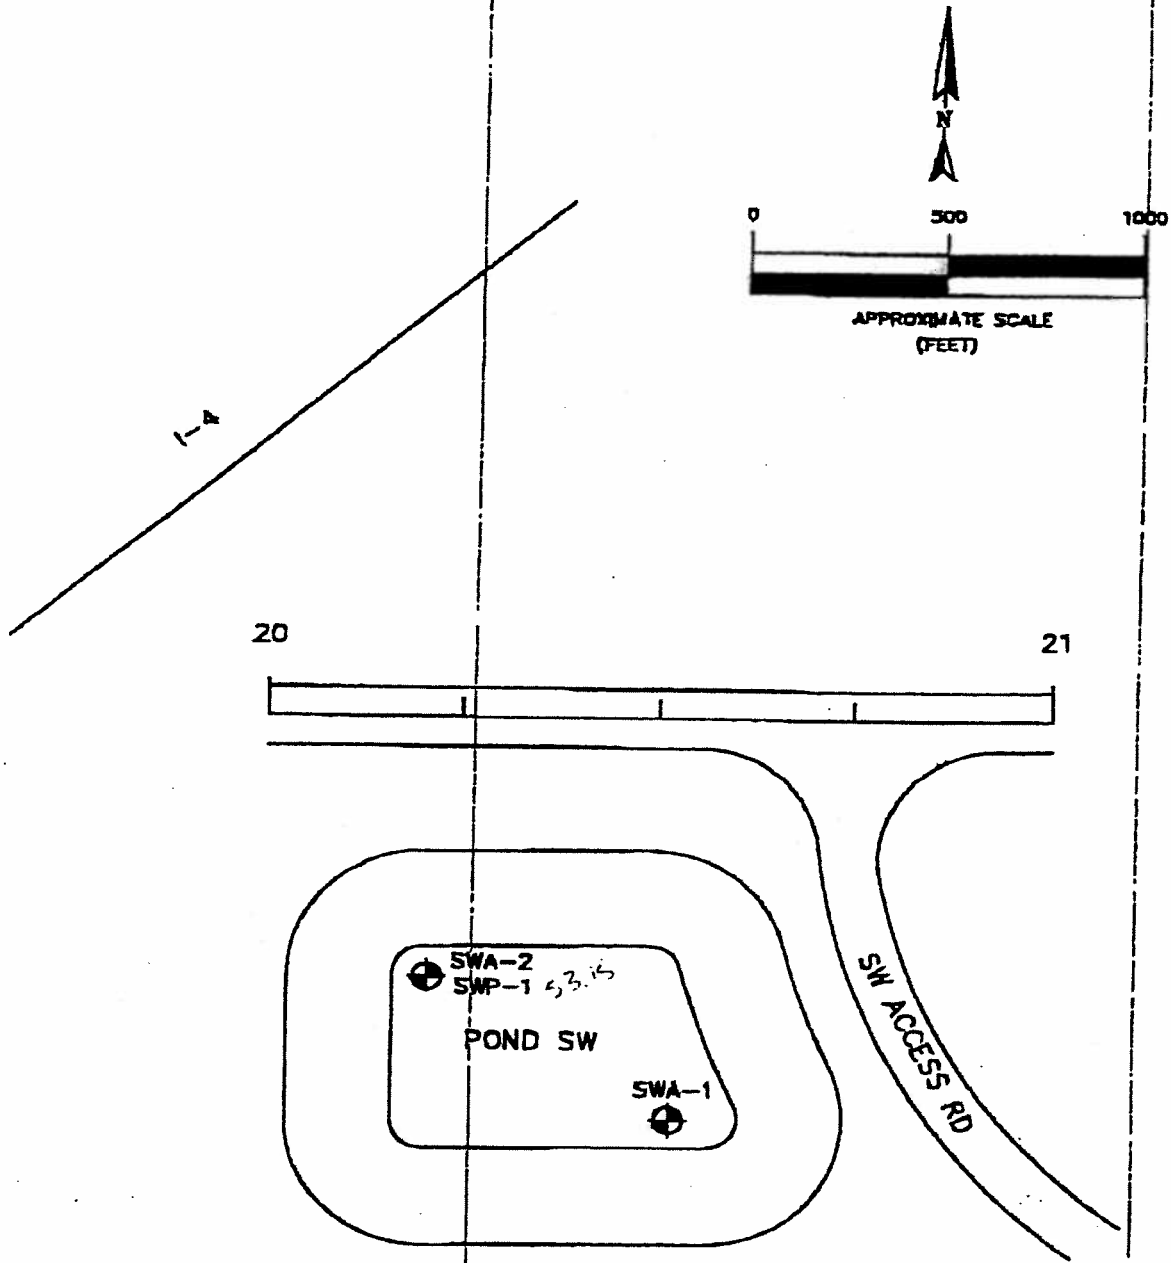 N
0 500 1000
APPROXIMATE SCALE
(FEET)
I-4
20 21
SWA-2
SWP-1
POND SW
SWA-1
SW ACCESS RD